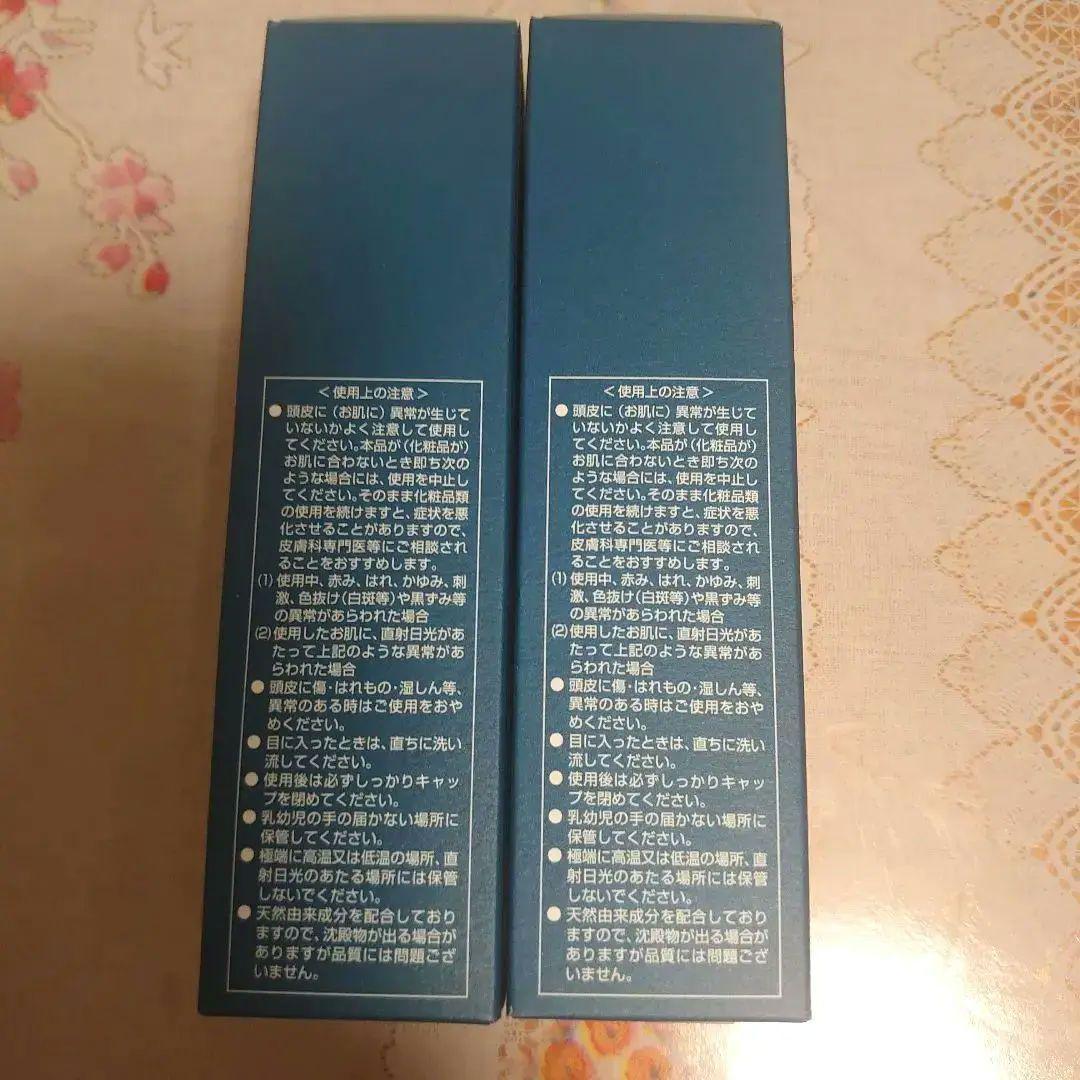 <使用上の注意>
●頭皮に(お肌に)異常が生じて
いないかよく注意して使用し
てください。本品が(化粧品が)
お肌に合わないとき即ち次の
ような場合には、使用を中止し
てください。そのまま化粧品類
の使用を続けますと、症状を悪
化させることがありますので、
皮膚科専門医等にご相談され
ることをおすすめします。
(1)使用中、赤み、はれ、かゆみ、刺
激、色抜け(白斑等)や黒ずみ等
の異常があらわれた場合
(2)使用したお肌に、直射日光があ
たって上記のような異常があ
らわれた場合
●頭皮に傷・はれもの・湿しん等、
異常のある時はご使用をおや
めください。
●目に入ったときは、直ちに洗い
流してください。
●使用後は必ずしっかりキャッ
プを閉めてください。
●乳幼児の手の届かない場所に
保管してください。
●極端に高温又は低温の場所、直
射日光のあたる場所には保管
しないでください。
●天然由来成分を配合しており
ますので、沈殿物が出る場合が
ありますが品質には問題ござ
いません。
<使用上の注意>
●頭皮に(お肌に)異常が生じて
いないかよく注意して使用し
てください。本品が(化粧品が)
お肌に合わないとき即ち次の
ような場合には、使用を中止し
てください。そのまま化粧品類
の使用を続けますと、症状を悪
化させることがありますので、
皮膚科専門医等にご相談され
ることをおすすめします。
(1)使用中、赤み、はれ、かゆみ、刺
激、色抜け(白斑等)や黒ずみ等
の異常があらわれた場合
(2)使用したお肌に、直射日光があ
たって上記のような異常があ
らわれた場合
●頭皮に傷・はれもの・湿しん等、
異常のある時はご使用をおや
めください。
●目に入ったときは、直ちに洗い
流してください。
●使用後は必ずしっかりキャッ
プを閉めてください。
●乳幼児の手の届かない場所に
保管してください。
●極端に高温又は低温の場所、直
射日光のあたる場所には保管
しないでください。
●天然由来成分を配合しており
ますので、沈殿物が出る場合が
ありますが品質には問題ござ
いません。